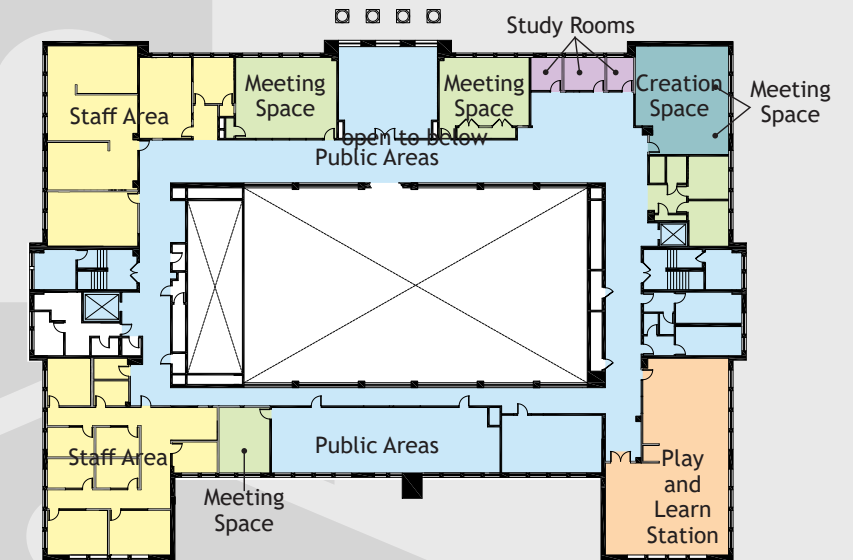 Study Rooms
Meeting
Space
Meeting
Space
Creation
Space
Meeting
Space
Staff Area
open to below
Public Areas
Public Areas
Staff Area
Meeting
Space
Play
and
Learn
Station